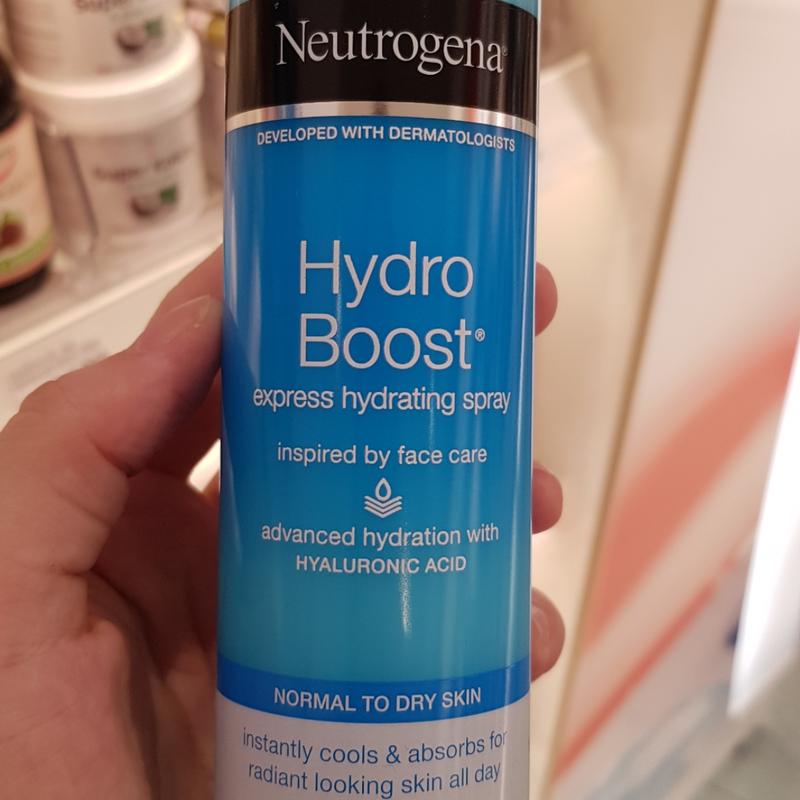 Neutrogena®
DEVELOPED WITH DERMATOLOGISTS
Hydro
Boost®
express hydrating spray
inspired by face care
advanced hydration with
HYALURONIC ACID
NORMAL TO DRY SKIN
instantly cools & absorbs for
radiant looking skin all day